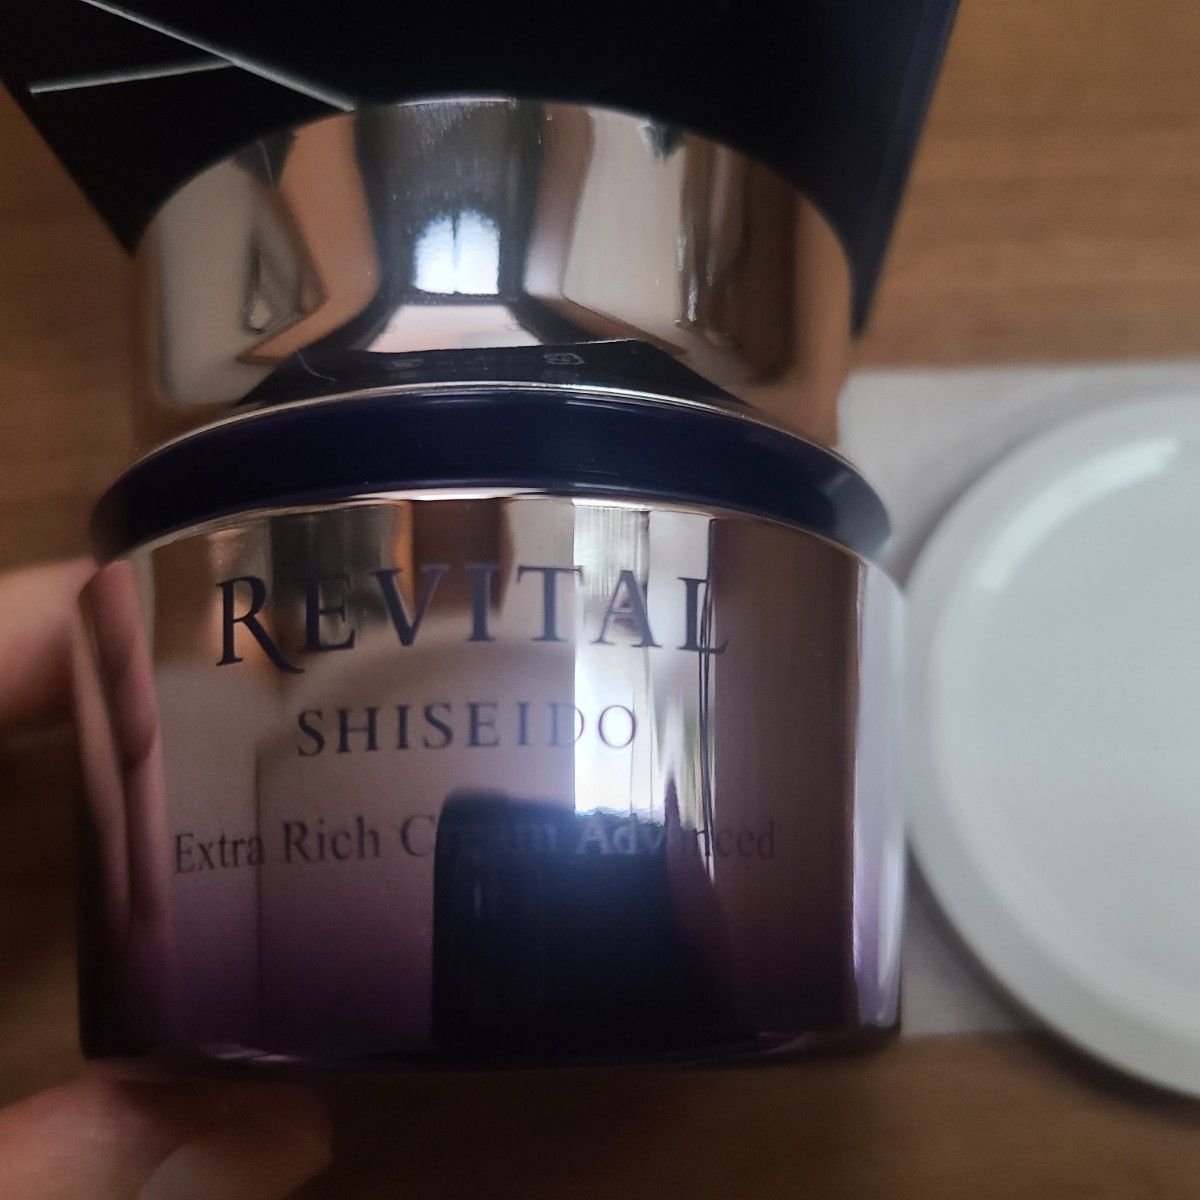 REVITAL
SHISEIDO
Extra Rich Cream Advanced